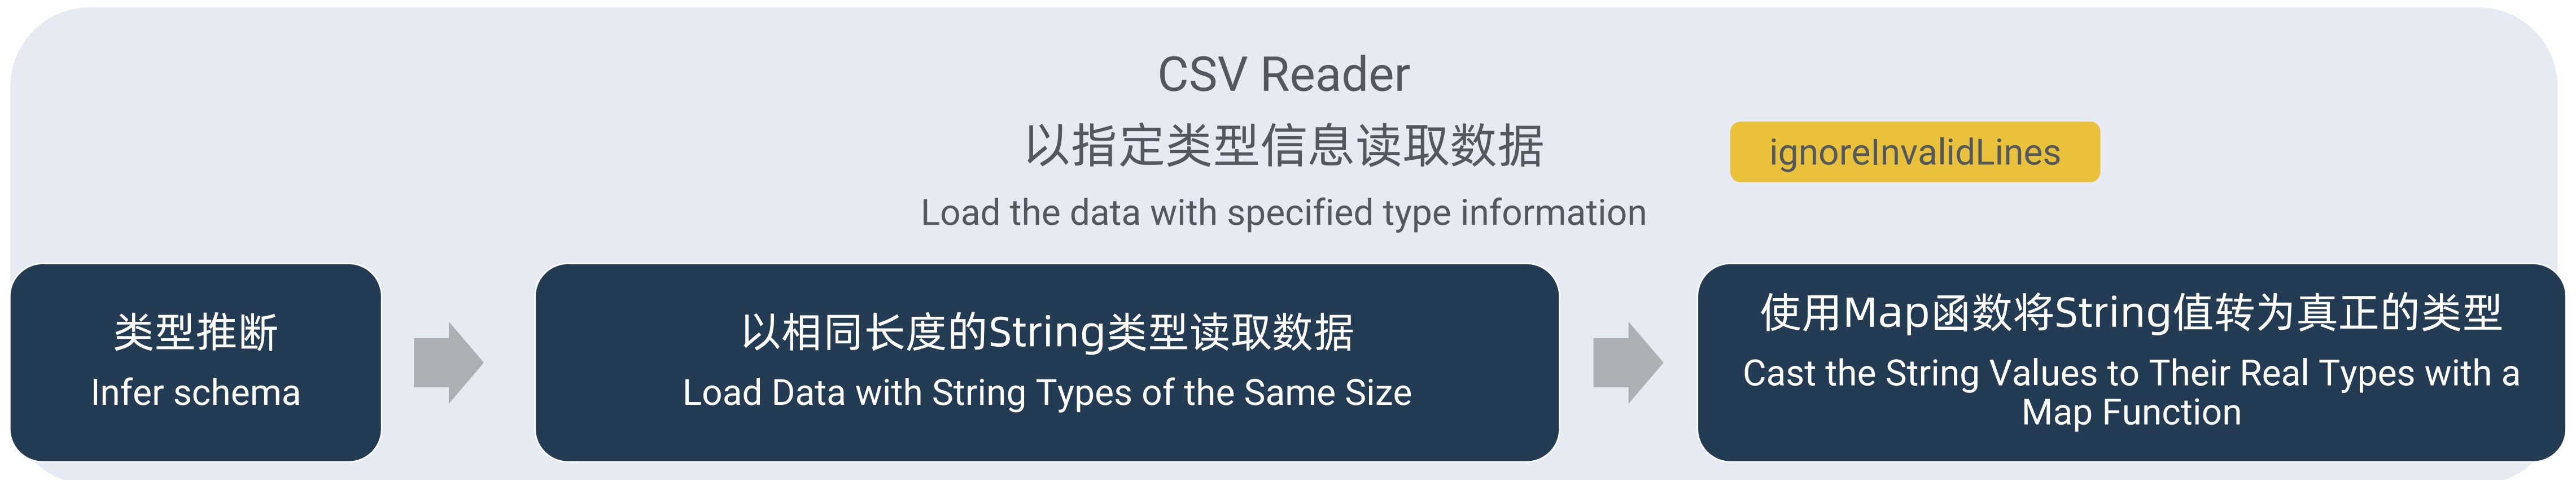 CSV Reader
以指定类型信息读取数据
ignoreInvalidLines
Load the data with specified type information
类型推断
Infer schema
以相同长度的String类型读取数据
Load Data with String Types of the Same Size
使用Map函数将String值转为真正的类型
Cast the String Values to Their Real Types with a
Map Function